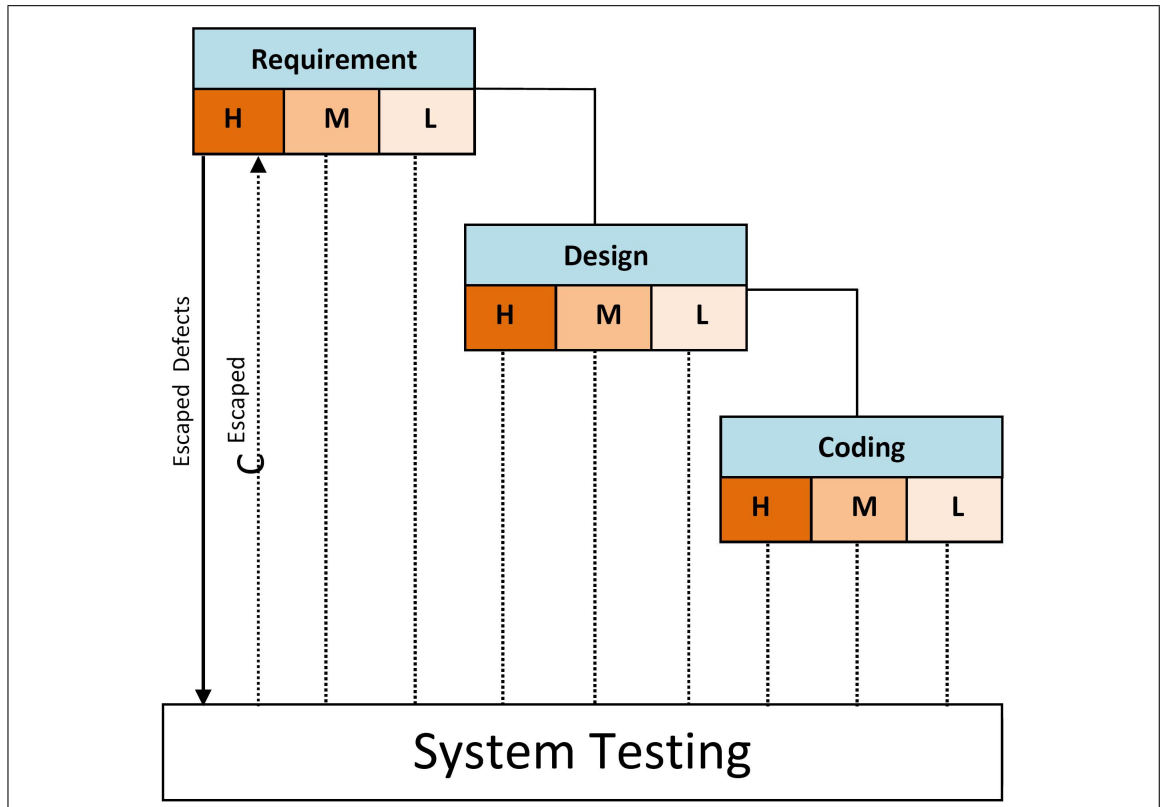 Requirement
H M L
Design
H M L
Escaped Defects
C Escaped
Coding
H M L
System Testing